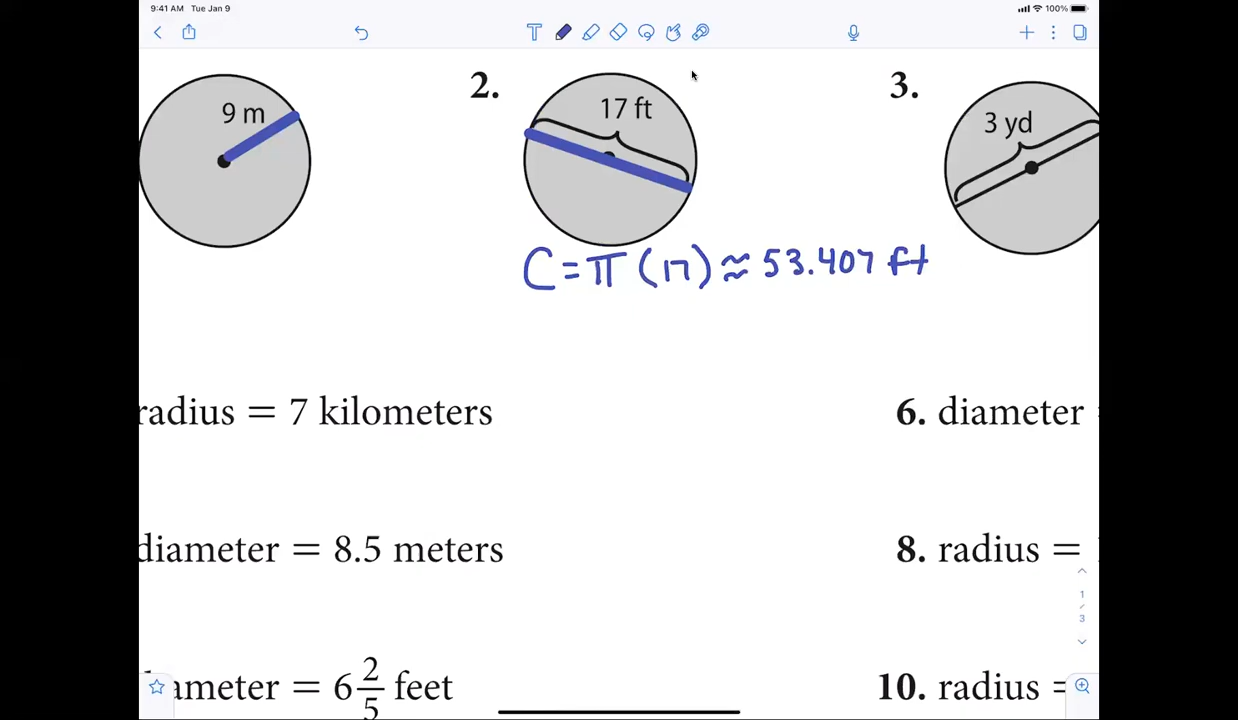 9:41 AM Tue Jan 9
100%
9 m
2.
17 ft
3.
3 yd
C = π (17) ≈ 53.407 ft
radius = 7 kilometers
6. diameter
diameter = 8.5 meters
8. radius =
1
/
3
ameter = 6 2/5 feet
10. radius =